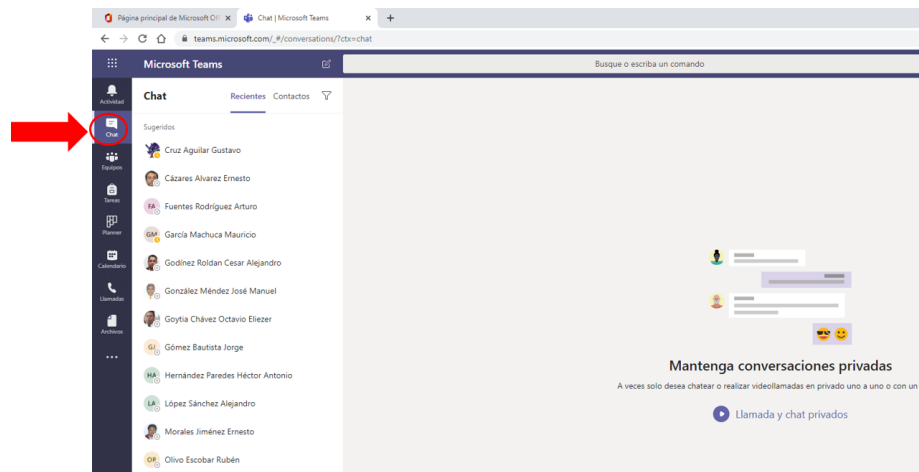 Página principal de Microsoft Off
Chat | Microsoft Teams
teams.microsoft.com/_#/conversations/?ctx=chat
Microsoft Teams
Busque o escriba un comando
Actividad
Chat
Equipos
Tareas
Planner
Calendario
Llamadas
Archivos
Chat Recientes Contactos
Sugeridos
Cruz Aguilar Gustavo
Cázares Alvarez Ernesto
FA Fuentes Rodríguez Arturo
GM García Machuca Mauricio
Godínez Roldan Cesar Alejandro
González Méndez José Manuel
Goytia Chávez Octavio Eliezer
GJ Gómez Bautista Jorge
HA Hernández Paredes Héctor Antonio
LA López Sánchez Alejandro
Morales Jiménez Ernesto
OR Olivo Escobar Rubén
Mantenga conversaciones privadas
A veces solo desea chatear o realizar videollamadas en privado uno a uno o con un
Llamada y chat privados